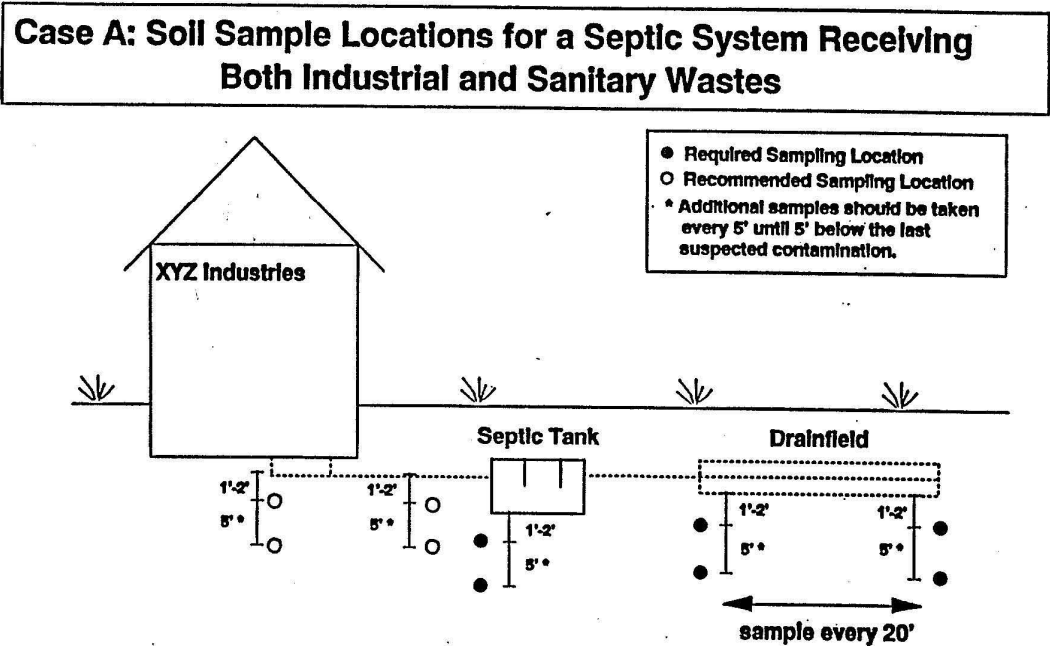 Case A: Soil Sample Locations for a Septic System Receiving
Both Industrial and Sanitary Wastes
● Required Sampling Location
○ Recommended Sampling Location
* Additional samples should be taken
every 5' until 5' below the last
suspected contamination.
XYZ Industries
Septic Tank
Drainfield
1'-2'
5' *
1'-2'
5' *
1'-2'
5' *
1'-2'
5' *
1'-2'
5' *
sample every 20'